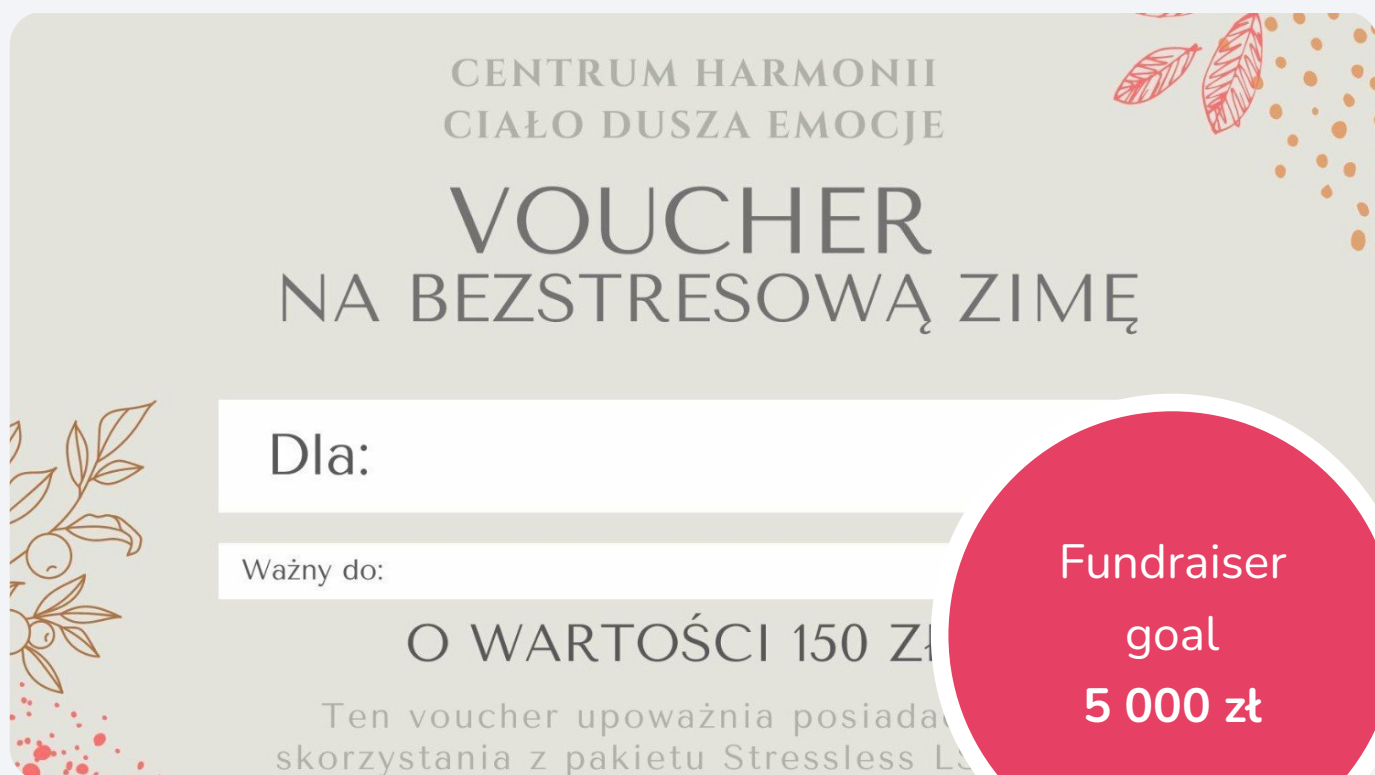 CENTRUM HARMONII
CIAŁO DUSZA EMOCJE
VOUCHER
NA BEZSTRESOWĄ ZIMĘ
Dla:
Ważny do:
O WARTOŚCI 150 ZŁ
Ten voucher upoważnia
skorzystania z pakietu Stressless
Fundraiser
goal
5 000 zł